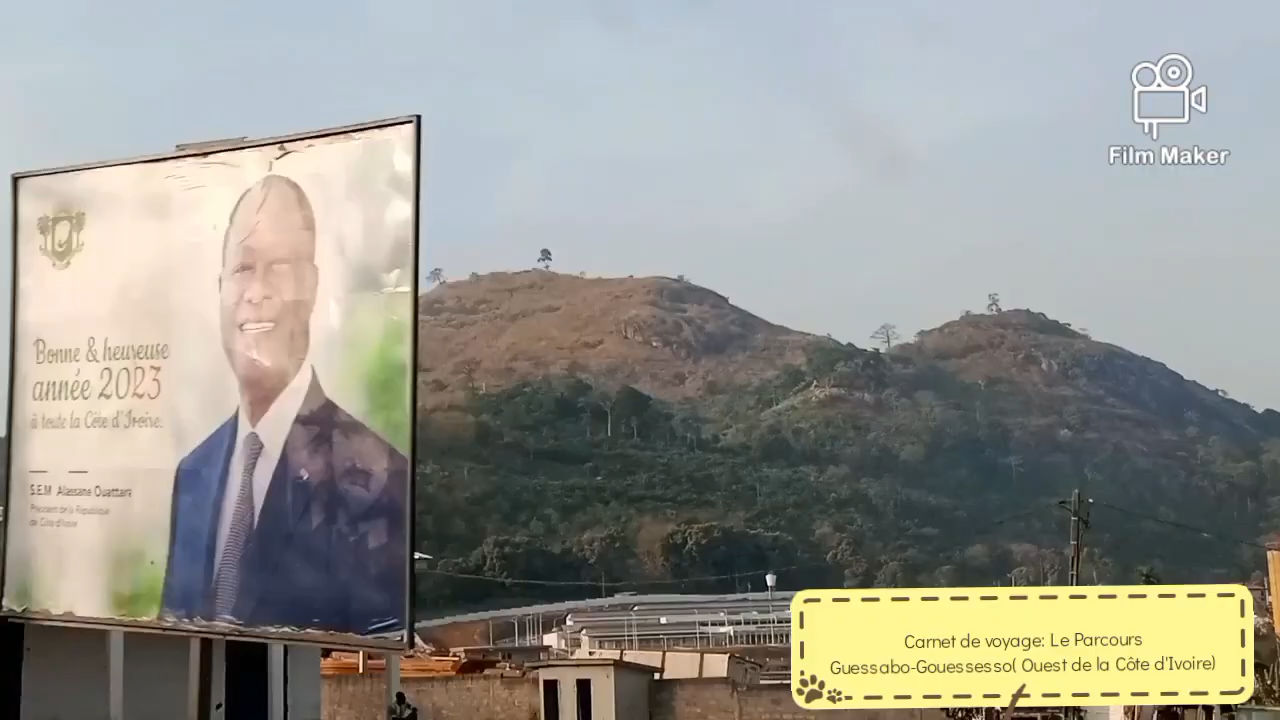 Film Maker
Bonne & heureuse
année 2023
à toute la Côte d'Ivoire.
S.E.M Alassane Ouattara
Président de la République
de Côte d'Ivoire
Carnet de voyage: Le Parcours
Guessabo-Gouessesso( Ouest de la Côte d'Ivoire)